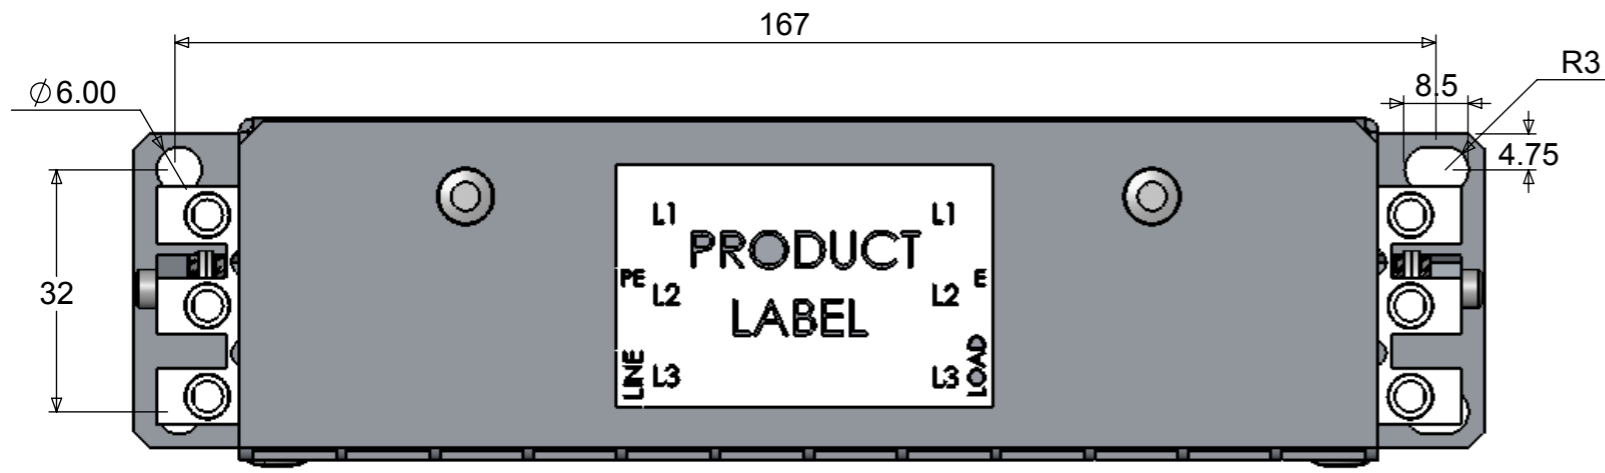 167
R3
8.5
∅6.00
4.75
L1
L1
PRODUCT
PE
E
L2
L2
32
LABEL
LINE
L3
L3
LOAD